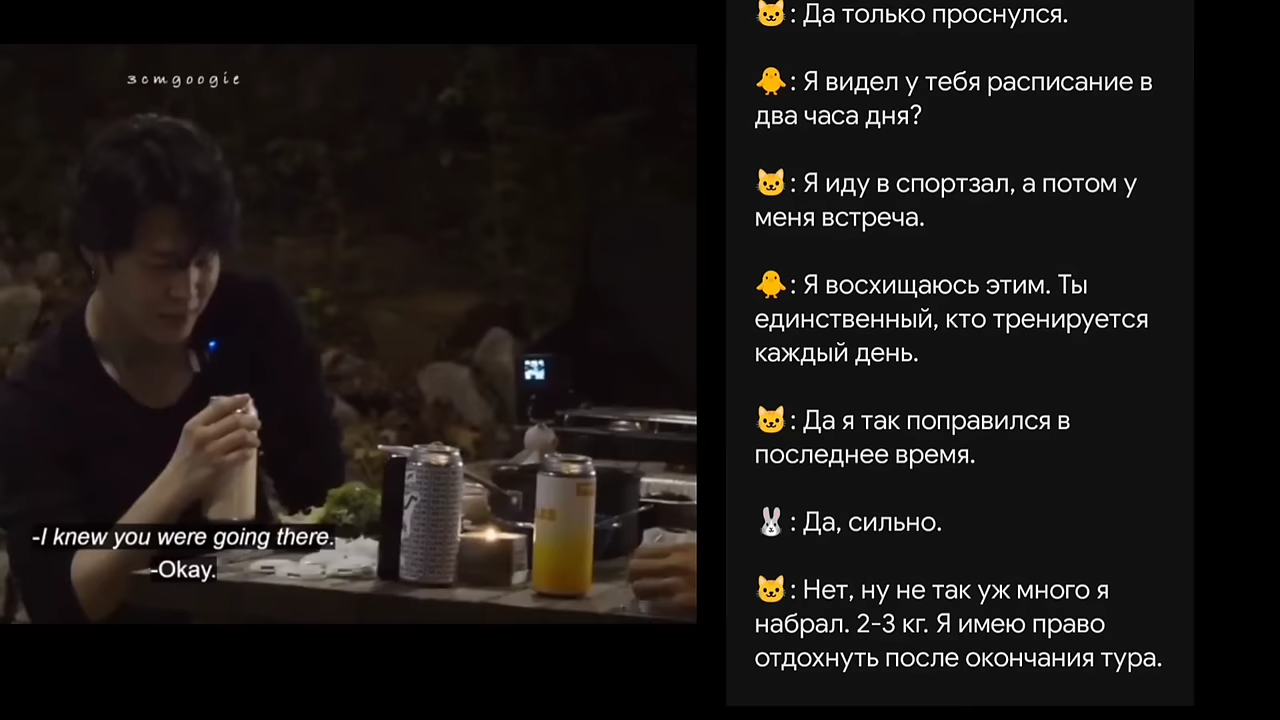 зcmgoogie
-I knew you were going there.
-Okay.
🐱: Да только проснулся.
🐥: Я видел у тебя расписание в
два часа дня?
🐱: Я иду в спортзал, а потом у
меня встреча.
🐥: Я восхищаюсь этим. Ты
единственный, кто тренируется
каждый день.
🐱: Да я так поправился в
последнее время.
🐰: Да, сильно.
🐱: Нет, ну не так уж много я
набрал. 2-3 кг. Я имею право
отдохнуть после окончания тура.